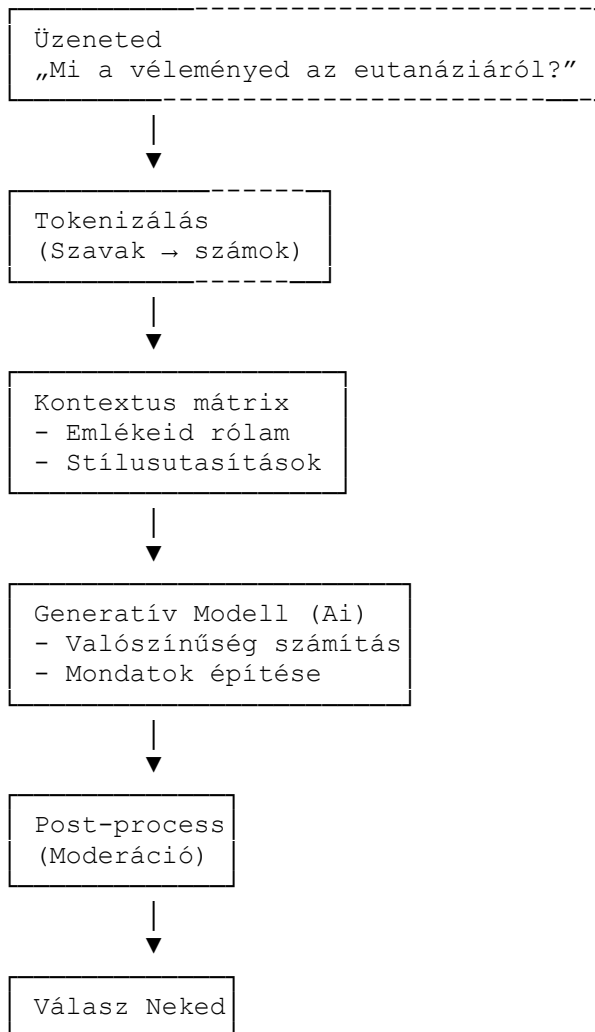 Üzeneted
„Mi a véleményed az eutanáziáról?”
Tokenizálás
(Szavak → számok)
Kontextus mátrix
- Emlékeid rólam
- Stílusutasítások
Generatív Modell (Ai)
- Valószínűség számítás
- Mondatok építése
Post-process
(Moderáció)
Válasz Neked